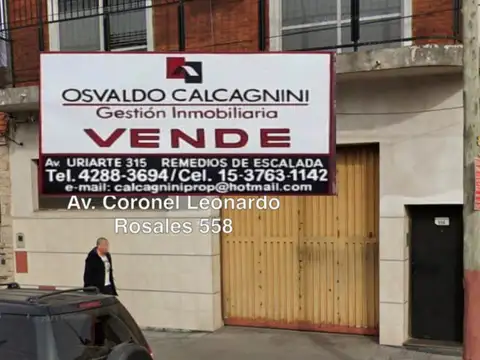 OSVALDO CALCAGNINI
Gestión Inmobiliaria
VENDE
Av. URIARTE 315 REMEDIOS DE ESCALADA
Tel. 4288-3694/Cel. 15-3763-1142
e-mail: calcagniniprop@hotmail.com
Av. Coronel Leonardo
Rosales 558